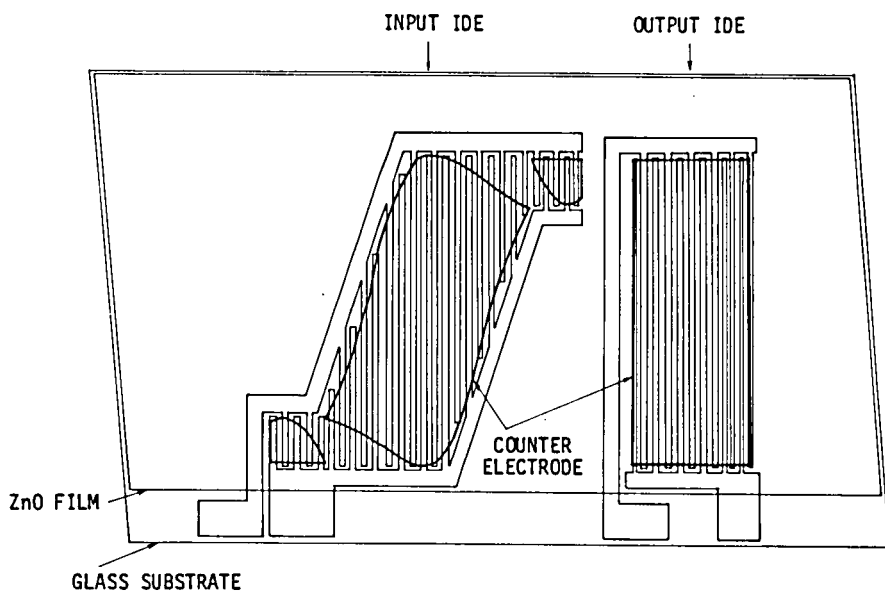 INPUT IDE
OUTPUT IDE
COUNTER
ELECTRODE
ZnO FILM
GLASS SUBSTRATE